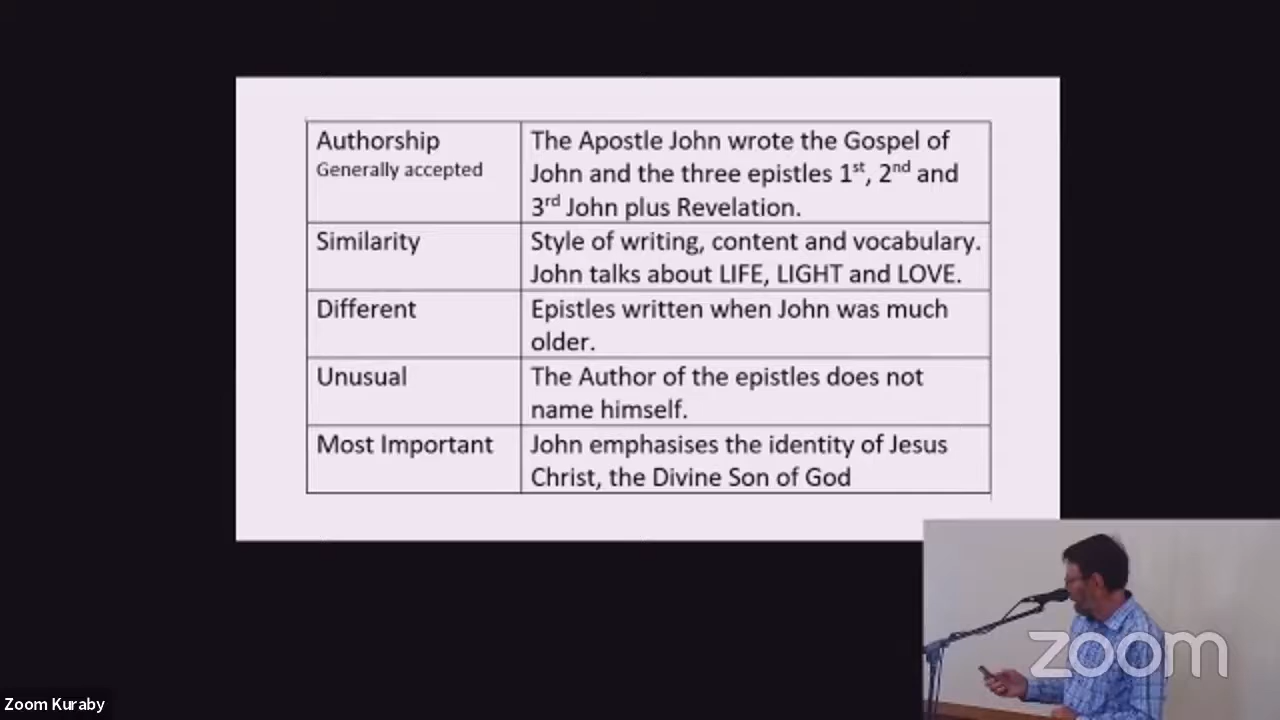 Authorship
Generally accepted
The Apostle John wrote the Gospel of
John and the three epistles 1st, 2nd and
3rd John plus Revelation.
Similarity
Style of writing, content and vocabulary.
John talks about LIFE, LIGHT and LOVE.
Different
Epistles written when John was much
older.
Unusual
The Author of the epistles does not
name himself.
Most Important
John emphasises the identity of Jesus
Christ, the Divine Son of God
zoom
Zoom Kuraby